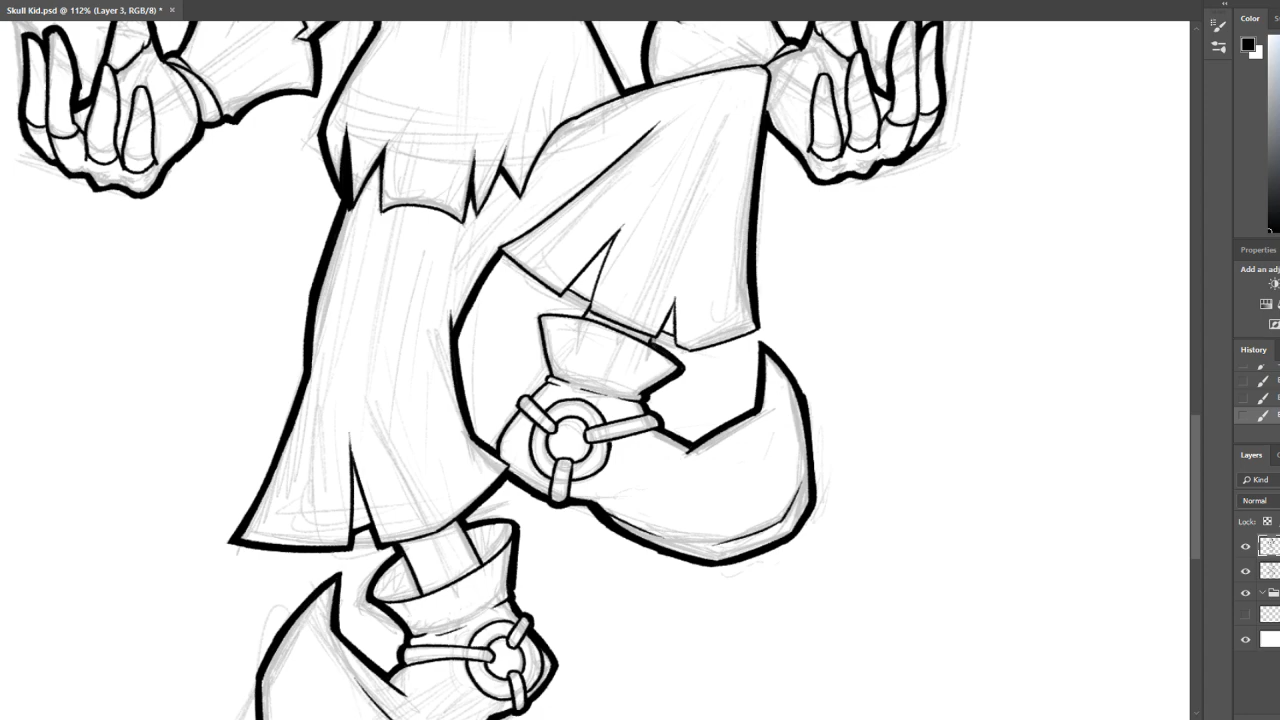 Skull Kid.psd @ 112% (Layer 3, RGB/8) * ×
Color
Properties
Add an adj
History
Layers
Kind
Normal
Lock: